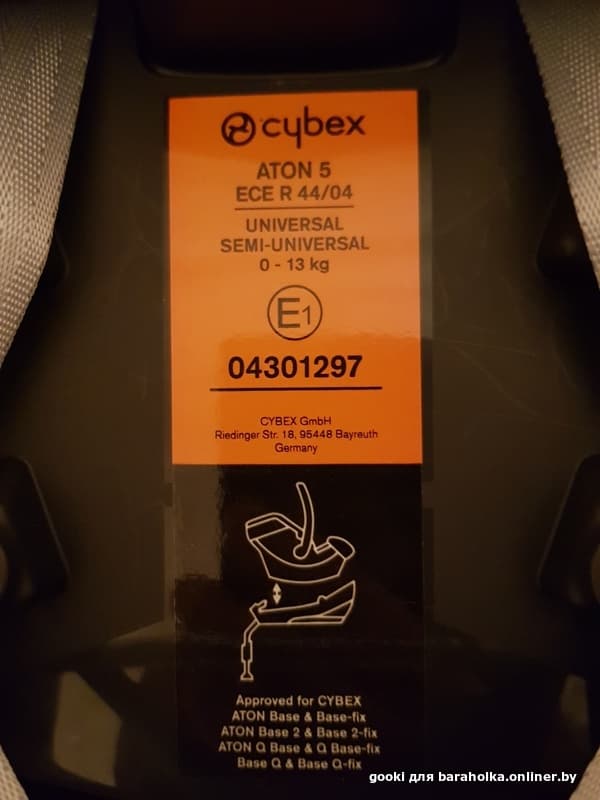 cybex
ATON 5
ECE R 44/04
UNIVERSAL
SEMI-UNIVERSAL
0 - 13 kg
E1
04301297
CYBEX GmbH
Riedinger Str. 18, 95448 Bayreuth
Germany
Approved for CYBEX
ATON Base & Base-fix
ATON Base 2 & Base 2-fix
ATON Q Base & Q Base-fix
Base Q & Base Q-fix
gooki для baraholka.onliner.by